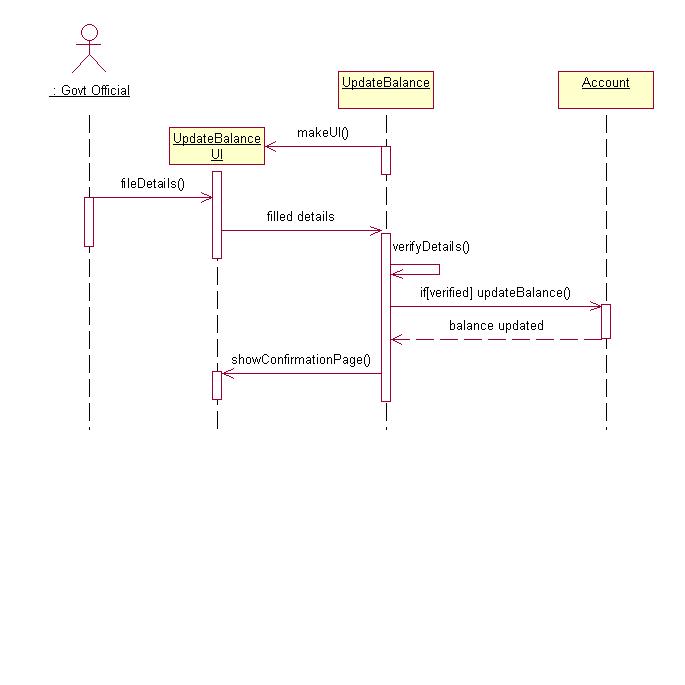 : Govt Official
UpdateBalance
Account
UpdateBalance
UI
makeUI()
fileDetails()
filled details
verifyDetails()
if[verified] updateBalance()
balance updated
showConfirmationPage()